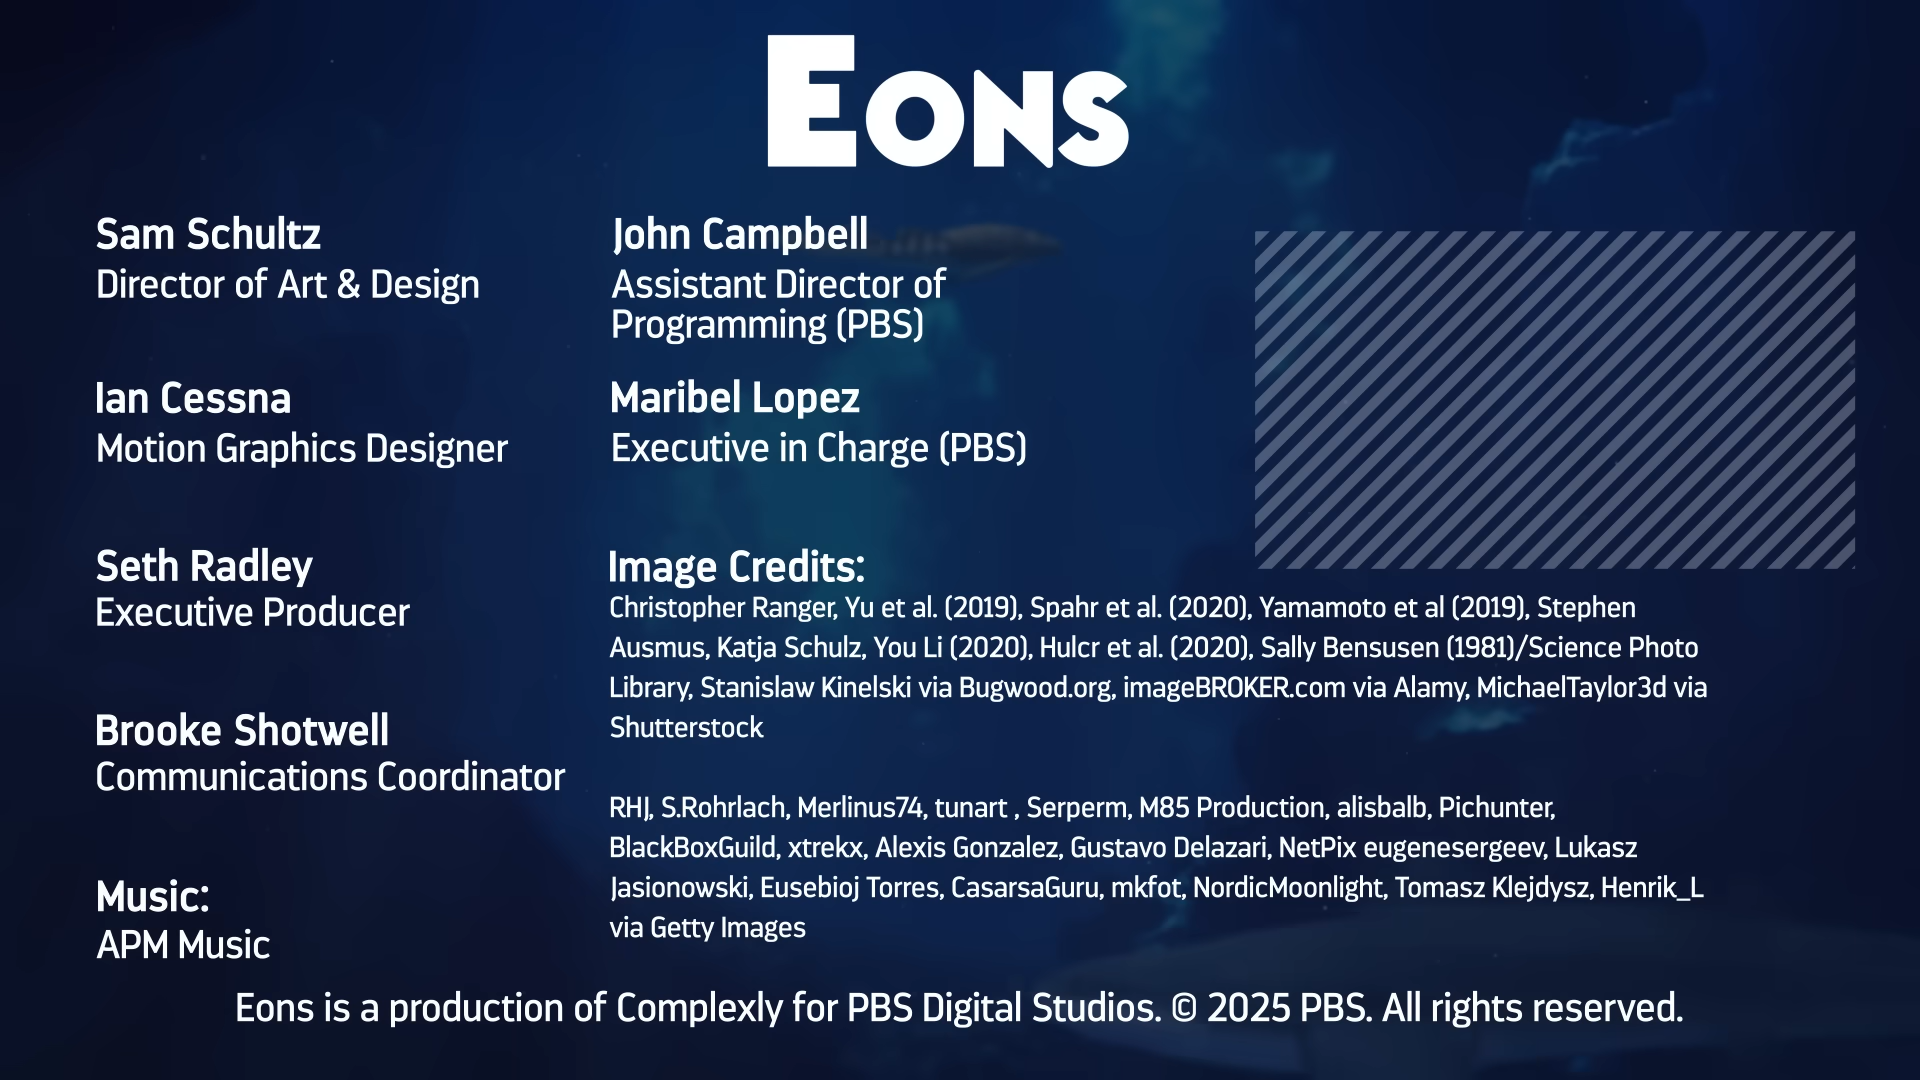 EONS
Sam Schultz
Director of Art & Design
Ian Cessna
Motion Graphics Designer
Seth Radley
Executive Producer
Brooke Shotwell
Communications Coordinator
Music:
APM Music
John Campbell
Assistant Director of
Programming (PBS)
Maribel Lopez
Executive in Charge (PBS)
Image Credits:
Christopher Ranger, Yu et al. (2019), Spahr et al. (2020), Yamamoto et al (2019), Stephen
Ausmus, Katja Schulz, You Li (2020), Hulcr et al. (2020), Sally Bensusen (1981)/Science Photo
Library, Stanislaw Kinelski via Bugwood.org, imageBROKER.com via Alamy, MichaelTaylor3d via
Shutterstock
RHJ, S.Rohrlach, Merlinus74, tunart , Serperm, M85 Production, alisbalb, Pichunter,
BlackBoxGuild, xtrekx, Alexis Gonzalez, Gustavo Delazari, NetPix eugenesergeev, Lukasz
Jasionowski, Eusebioj Torres, CasarsaGuru, mkfot, NordicMoonlight, Tomasz Klejdysz, Henrik_L
via Getty Images
Eons is a production of Complexly for PBS Digital Studios. © 2025 PBS. All rights reserved.